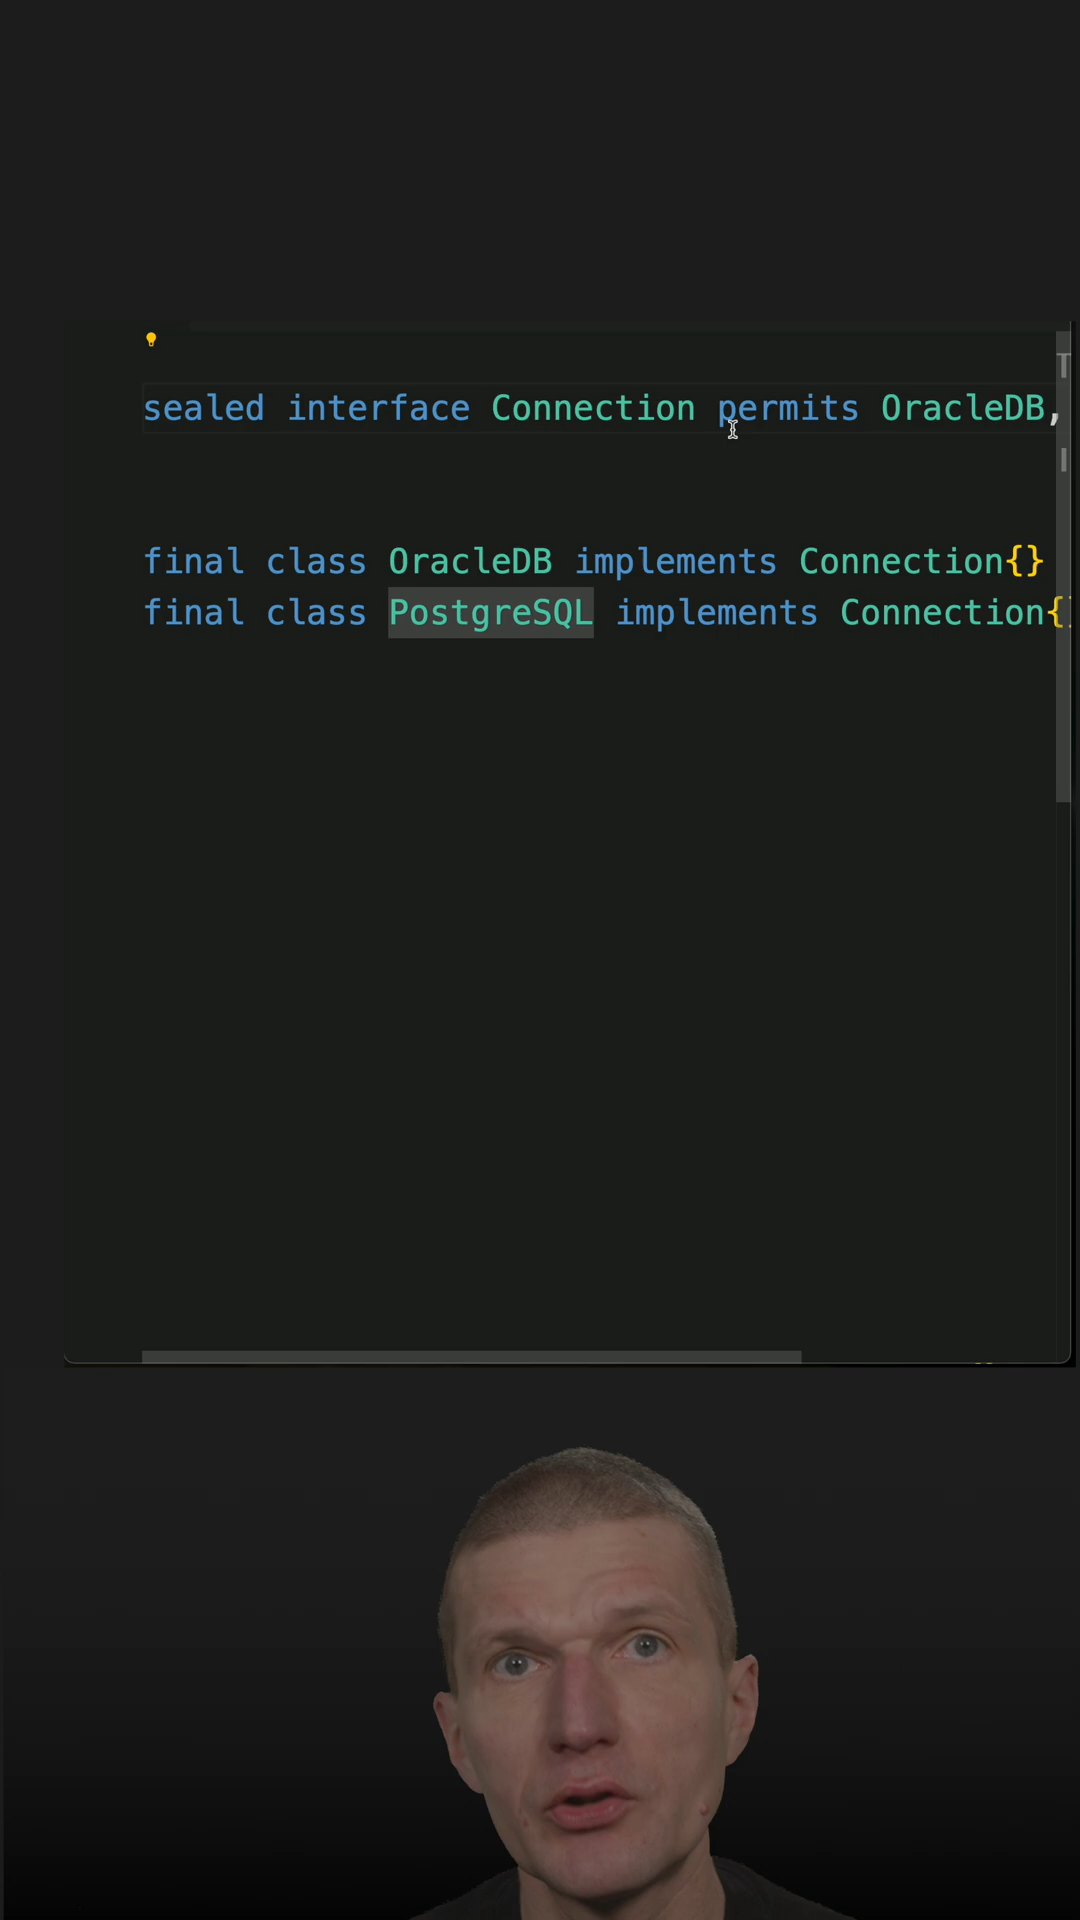 sealed interface Connection permits OracleDB,
final class OracleDB implements Connection{}
final class PostgreSQL implements Connection{